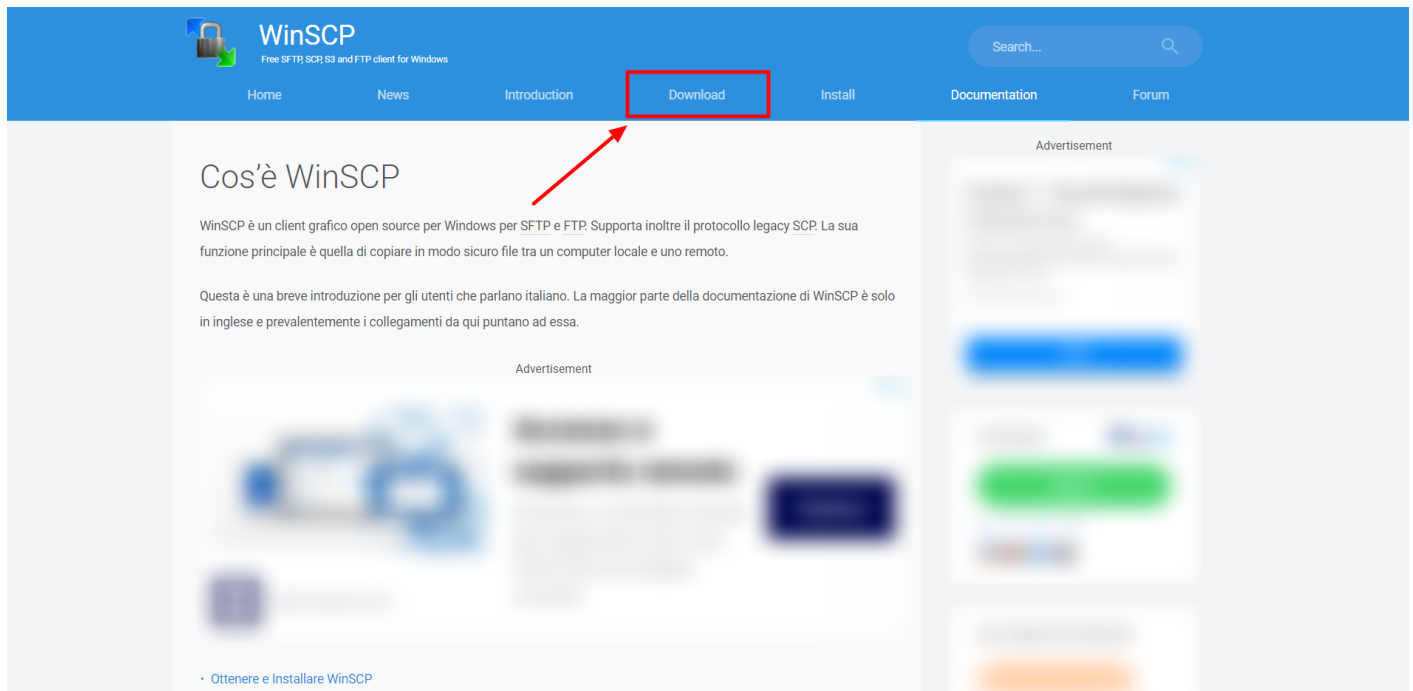 WinSCP
Free SFTP, SCP, S3 and FTP client for Windows
Search...
Home News Introduction Download Install Documentation Forum
Advertisement
Cos'è WinSCP
WinSCP è un client grafico open source per Windows per SFTP e FTP. Supporta inoltre il protocollo legacy SCP. La sua
funzione principale è quella di copiare in modo sicuro file tra un computer locale e uno remoto.
Questa è una breve introduzione per gli utenti che parlano italiano. La maggior parte della documentazione di WinSCP è solo
in inglese e prevalentemente i collegamenti da qui puntano ad essa.
Advertisement
· Ottenere e Installare WinSCP